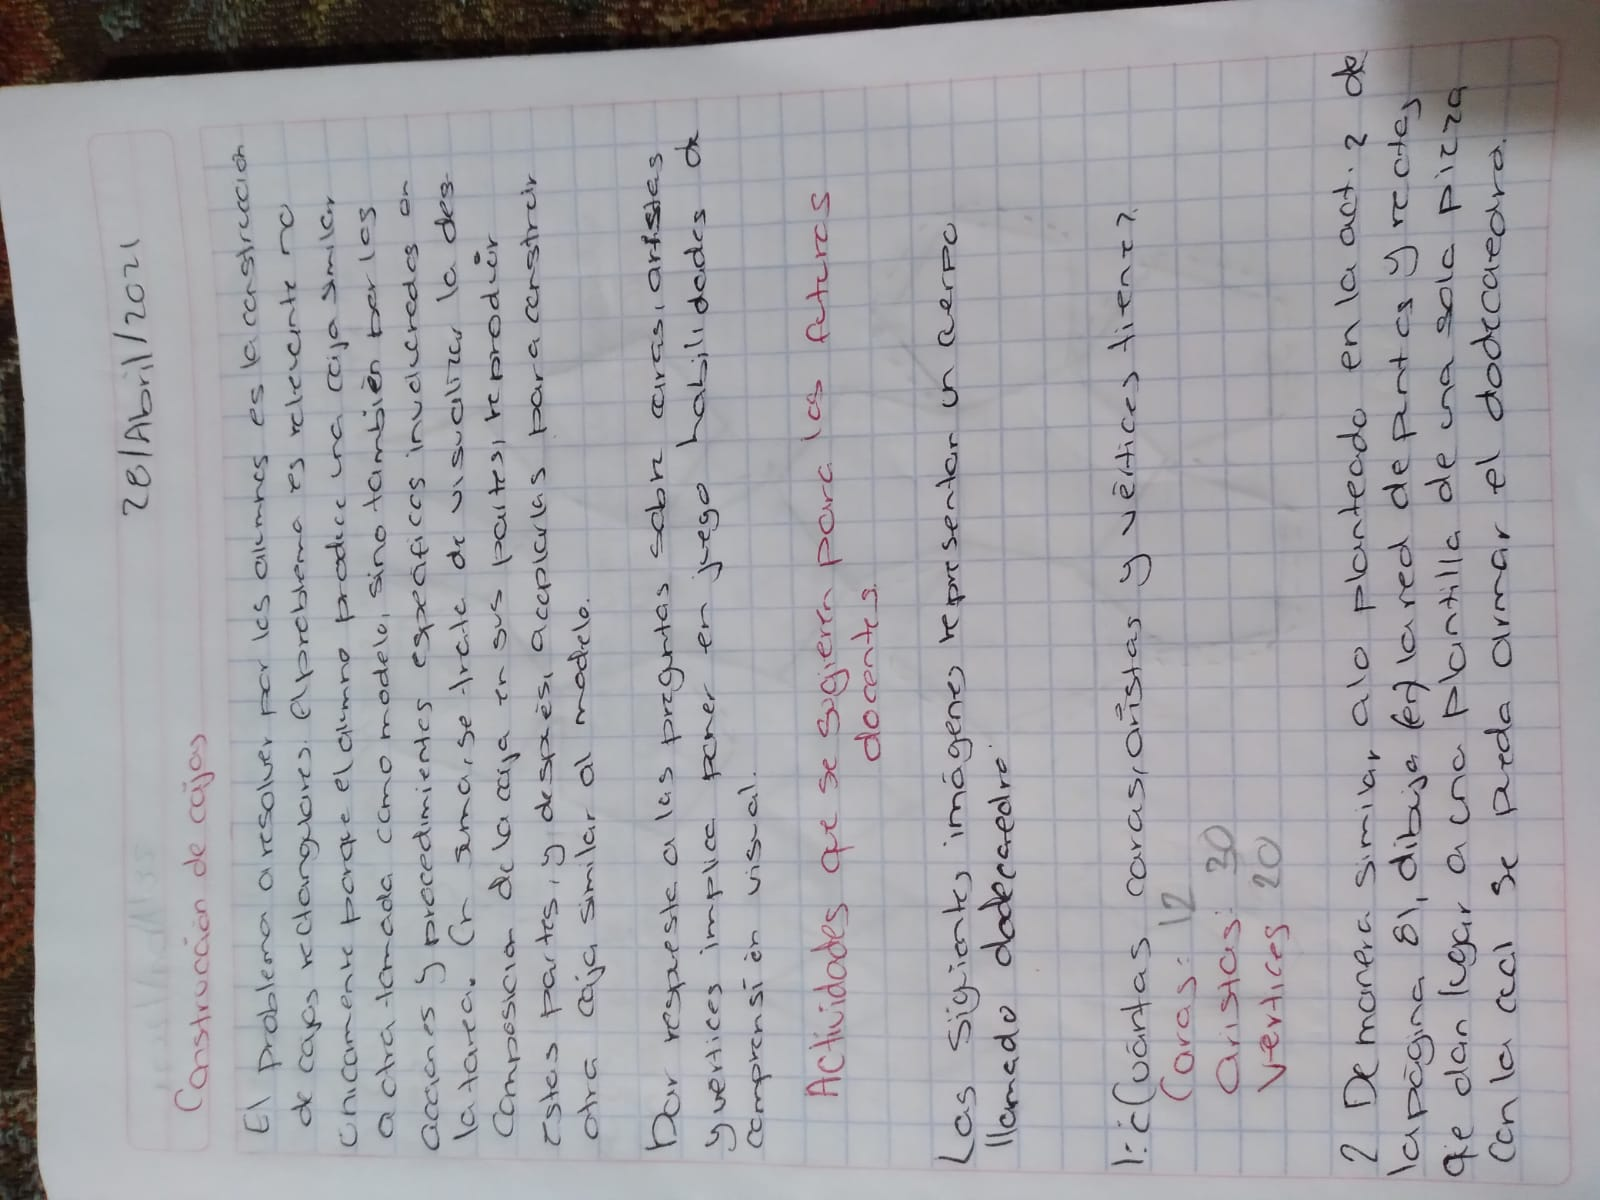 28/Abril/2021
Construcción de cajas
El problema a resolver por los alumnos es la construcción
de cajas rectangulares. El problema es relevante no
únicamente porque el alumno produce una caja similar
a otra tomada como modelo, sino también por las
acciones y procedimientos específicos involucrados en
la tarea. En suma, se trata de visualizar la des-
composición de la caja en sus partes, reproducir
estas partes, y después, acoplarlas para construir
otra caja similar al modelo.
Dar respuesta a las preguntas sobre caras, aristas
y vértices implica poner en juego habilidades de
comprensión visual.
Actividades que se sugieren para los futuros
docentes.
Las siguientes imágenes representan un cuerpo
llamado dodecaedro.
1: ¿Cuántas caras, aristas y vértices tiene?
Caras: 12
aristas: 30
vértices 20
2 De manera similar a lo planteado en la act. 2 de
la página 81, dibuja (en) la red de puntos y rectas
que dan lugar a una plantilla de una sola pieza
con la cual se pueda armar el dodecaedro.